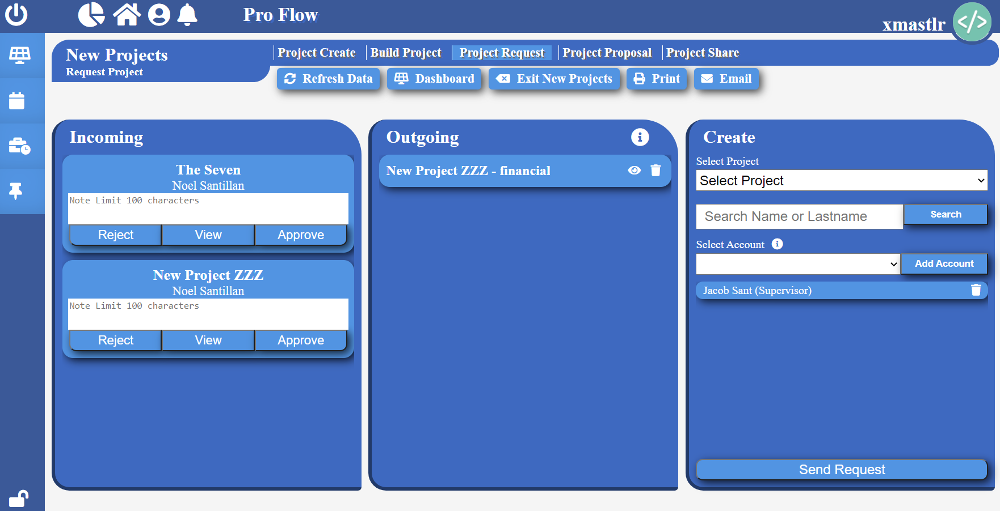 Pro Flow
xmastlr
</>
New Projects
Request Project
Project Create
Build Project
Project Request
Project Proposal
Project Share
Refresh Data
Dashboard
Exit New Projects
Print
Email
Incoming
The Seven
Noel Santillan
Note Limit 100 characters
Reject View Approve
New Project ZZZ
Noel Santillan
Note Limit 100 characters
Reject View Approve
Outgoing
New Project ZZZ - financial
Create
Select Project
Select Project
Search Name or Lastname
Search
Select Account
Add Account
Jacob Sant (Supervisor)
Send Request